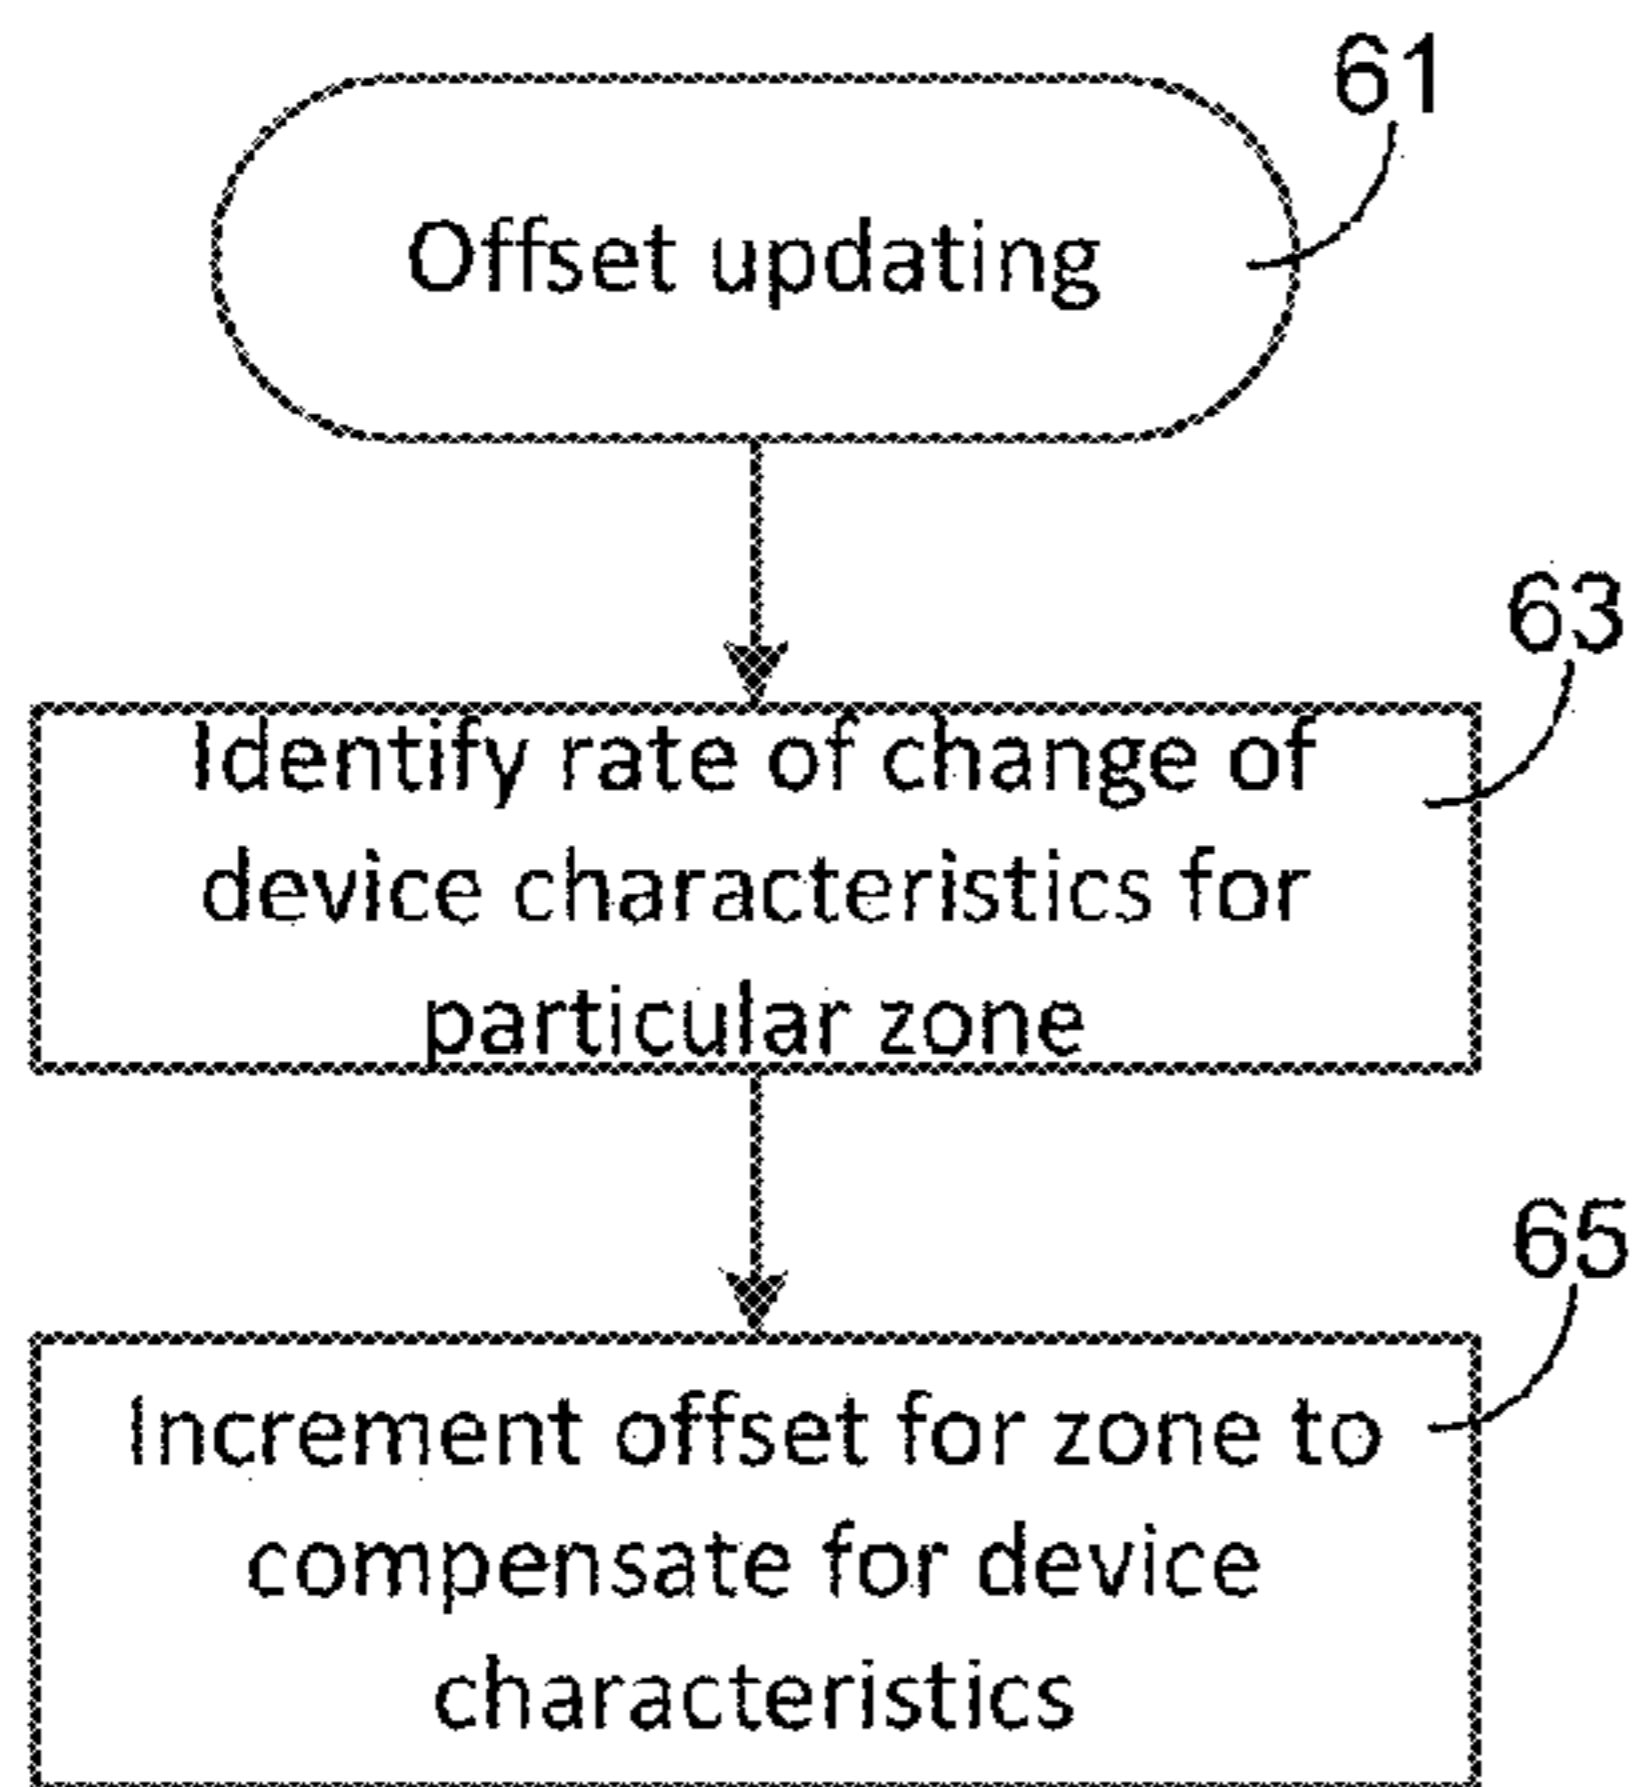 61
Offset updating
63
Identify rate of change of
device characteristics for
particular zone
65
Increment offset for zone to
compensate for device
characteristics